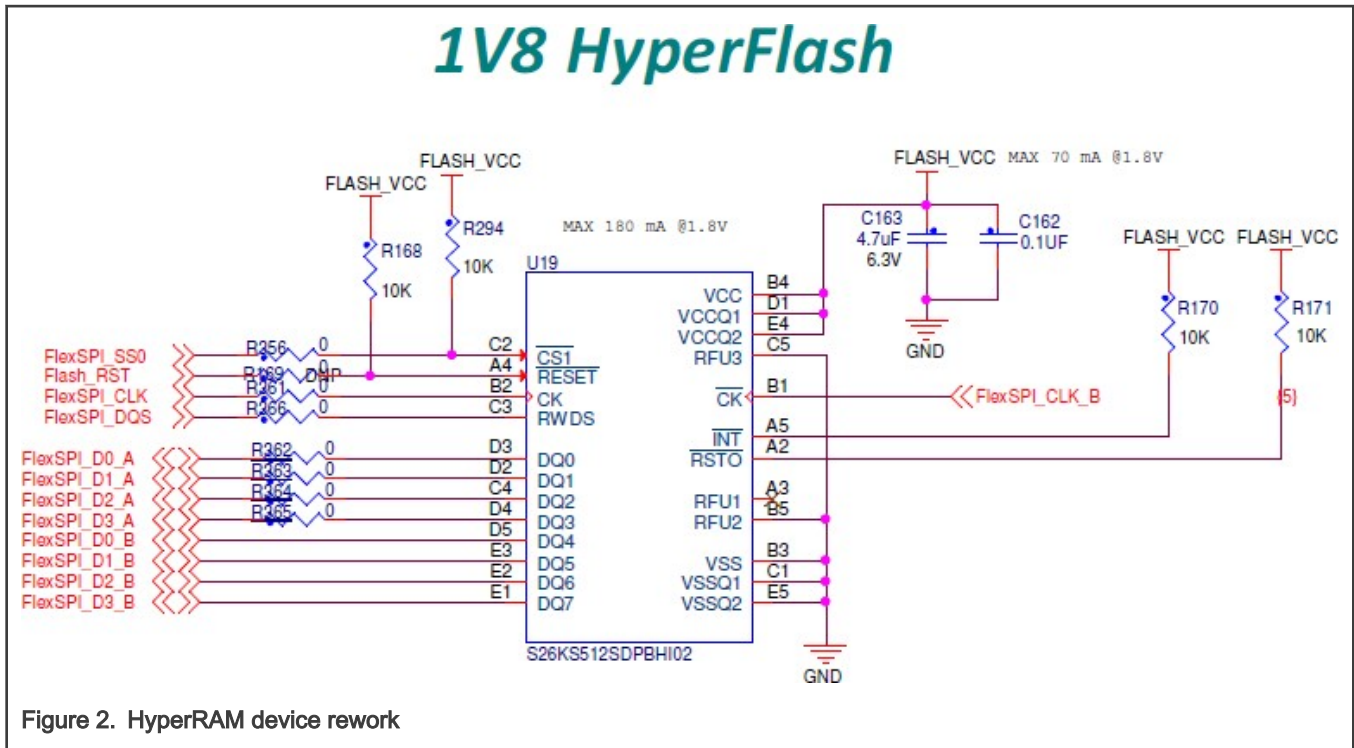 1V8 HyperFlash
FLASH_VCC
FLASH_VCC
R168
10K
R294
10K
MAX 180 mA @1.8V
FLASH_VCC MAX 70 mA @1.8V
C163
4.7uF
6.3V
C162
0.1UF
GND
FLASH_VCC FLASH_VCC
R170
10K
R171
10K
U19
FlexSPI_SS0 R356 0 C2 CS1
Flash_RST R169 0 DNP A4 RESET
FlexSPI_CLK R361 0 B2 CK
FlexSPI_DQS R366 0 C3 RWDS
FlexSPI_D0_A R362 0 D3 DQ0
FlexSPI_D1_A R363 0 D2 DQ1
FlexSPI_D2_A R364 0 C4 DQ2
FlexSPI_D3_A R365 0 D4 DQ3
FlexSPI_D0_B D5 DQ4
FlexSPI_D1_B E3 DQ5
FlexSPI_D2_B E2 DQ6
FlexSPI_D3_B E1 DQ7
VCC B4
VCCQ1 D1
VCCQ2 E4
RFU3 C5
CK B1 FlexSPI_CLK_B {5}
INT A5
RSTO A2
RFU1 A3
RFU2 B5
VSS B3
VSSQ1 C1
VSSQ2 E5
S26KS512SDPBHI02
GND
Figure 2. HyperRAM device rework